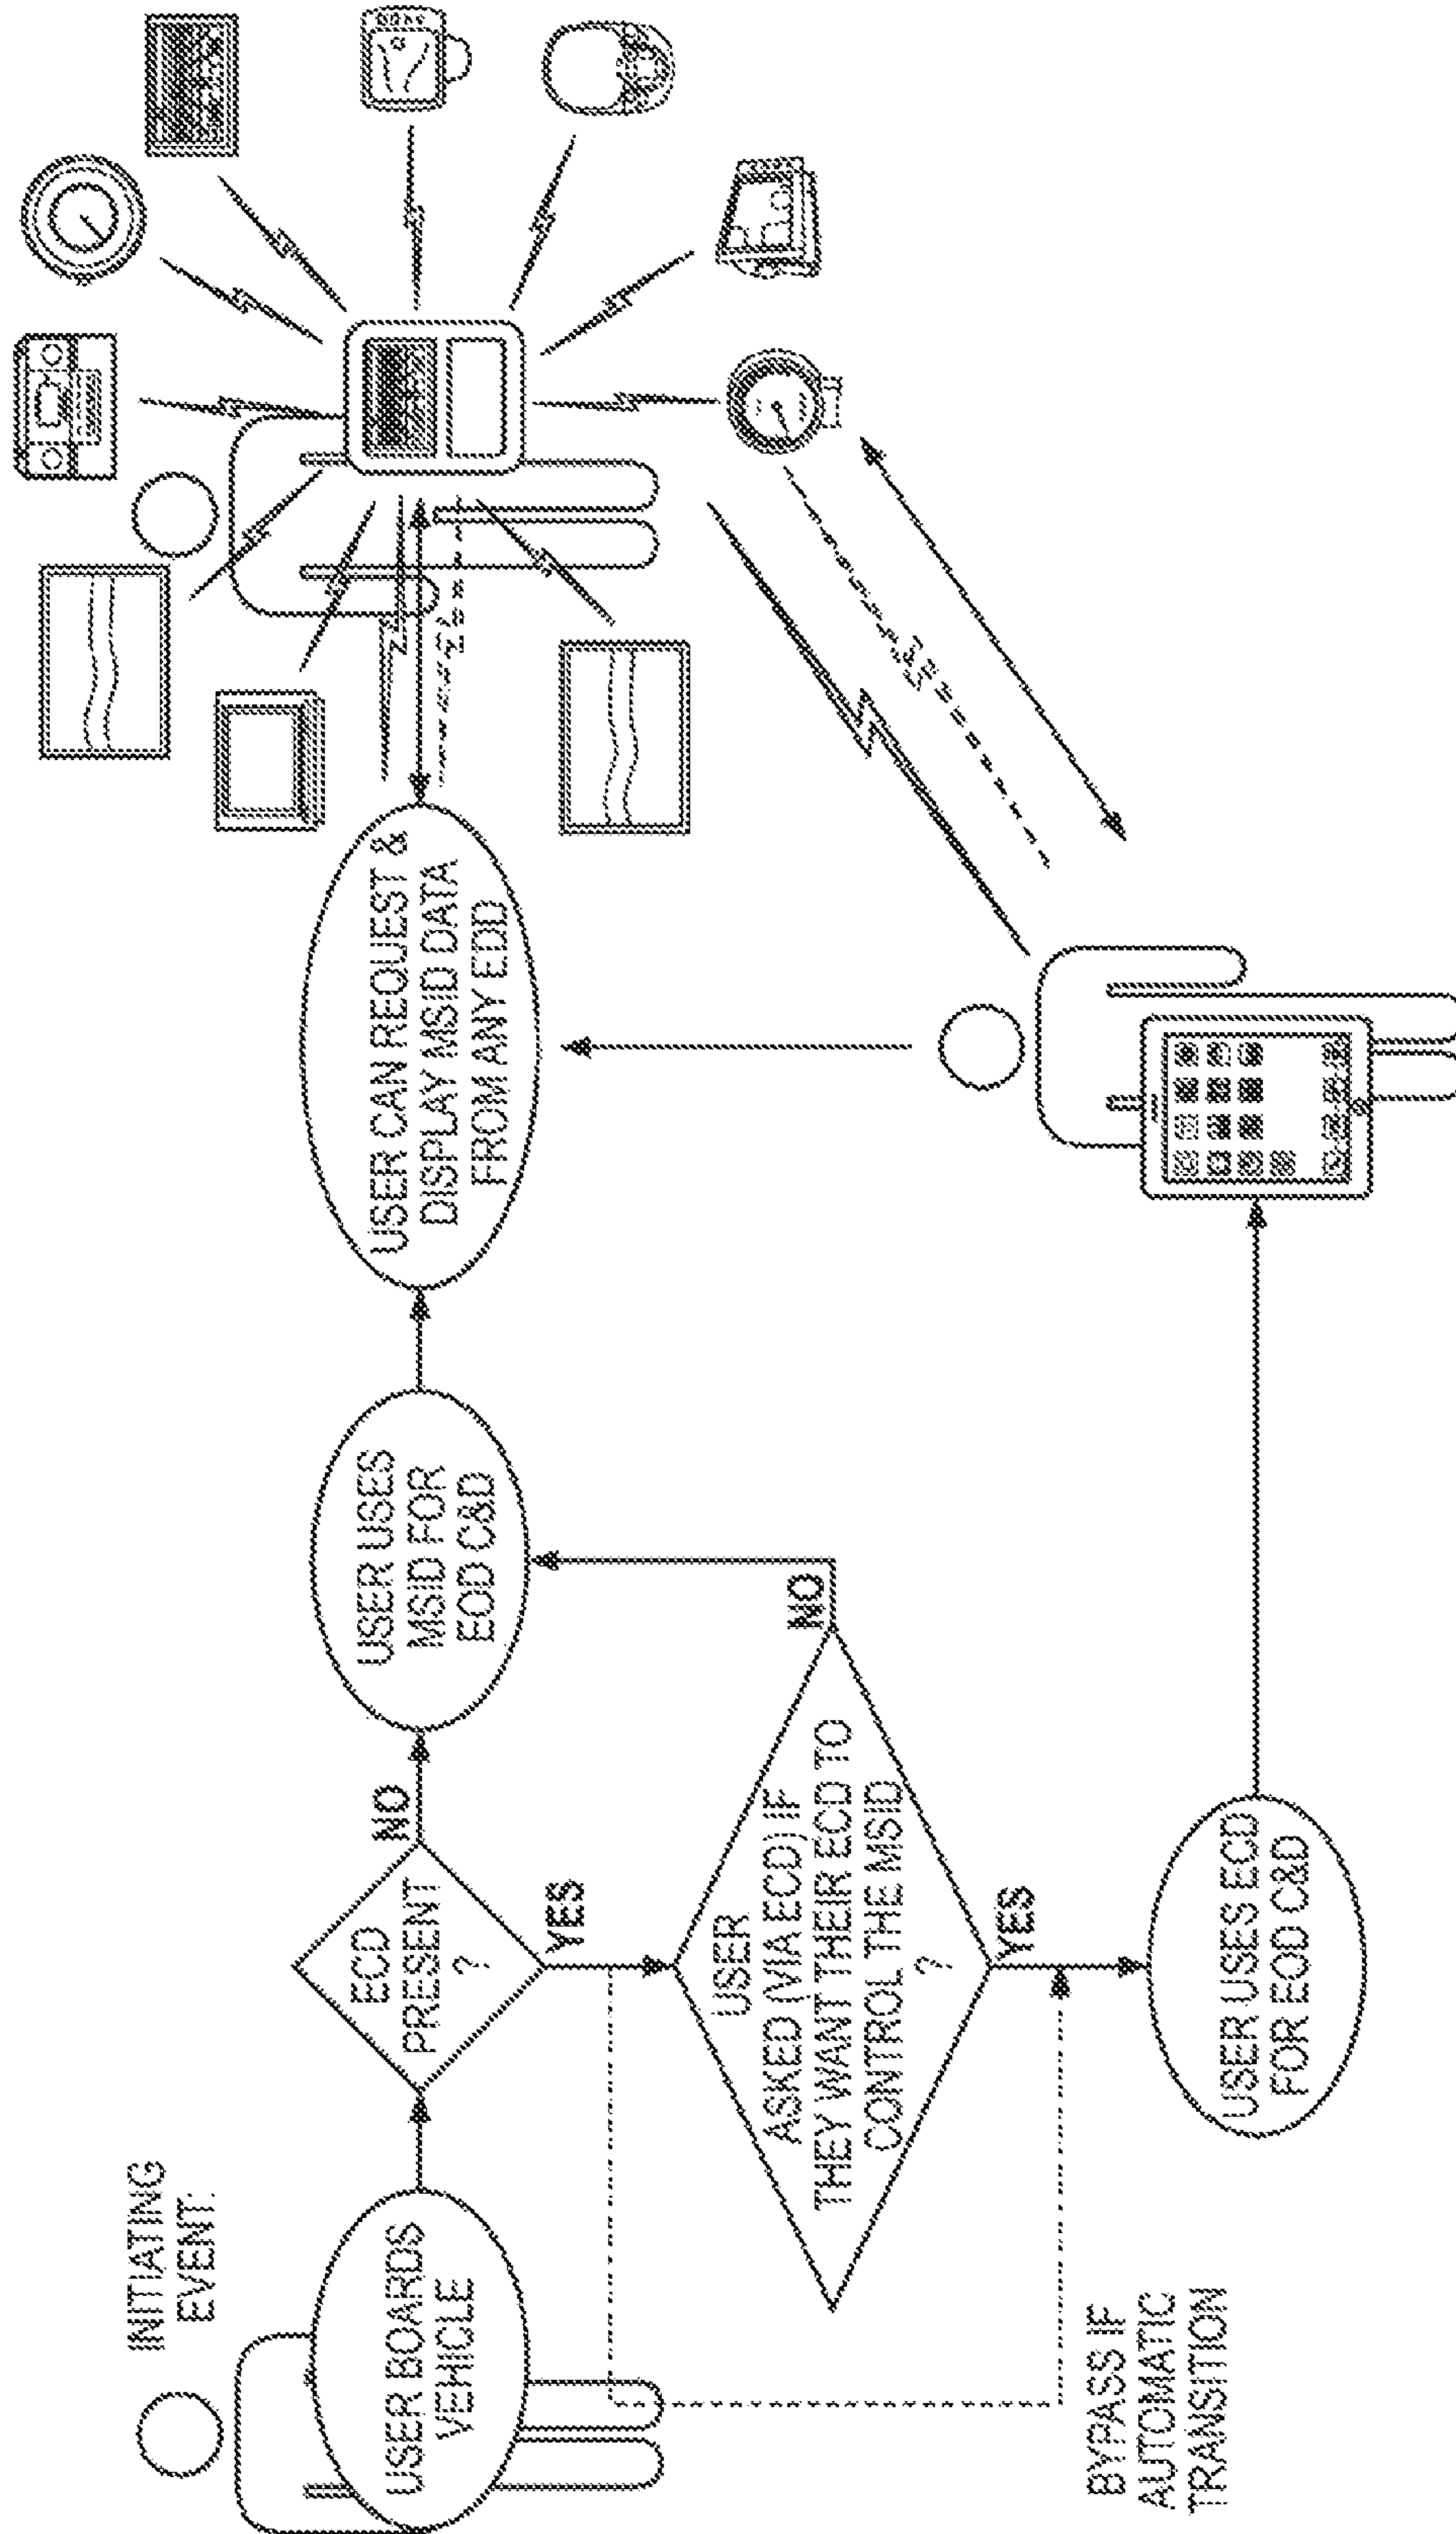 INITIATING
EVENT:
USER BOARDS
VEHICLE
ECD
PRESENT
?
NO
YES
USER USES
MSID FOR
EOD C&D
USER CAN REQUEST &
DISPLAY MSID DATA
FROM ANY EDD
USER
ASKED (VIA ECD) IF
THEY WANT THEIR ECD TO
CONTROL THE MSID
?
NO
YES
BYPASS IF
AUTOMATIC
TRANSITION
USER USES ECD
FOR EOD C&D